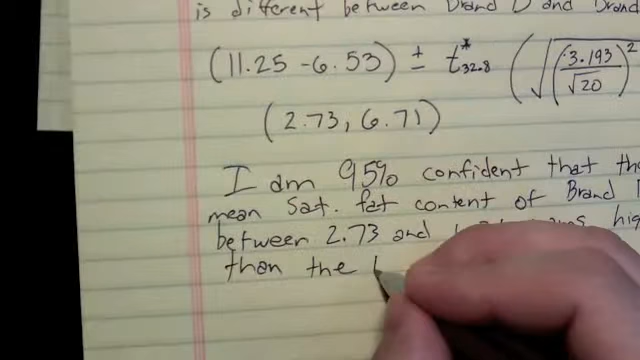 is different between Brand D and Brand
(11.25 - 6.53) ± t*32.8 (√(3.193/√20)²
(2.73, 6.71)
I am 95% confident that the
mean Sat. fat content of Brand
between 2.73 and
than the